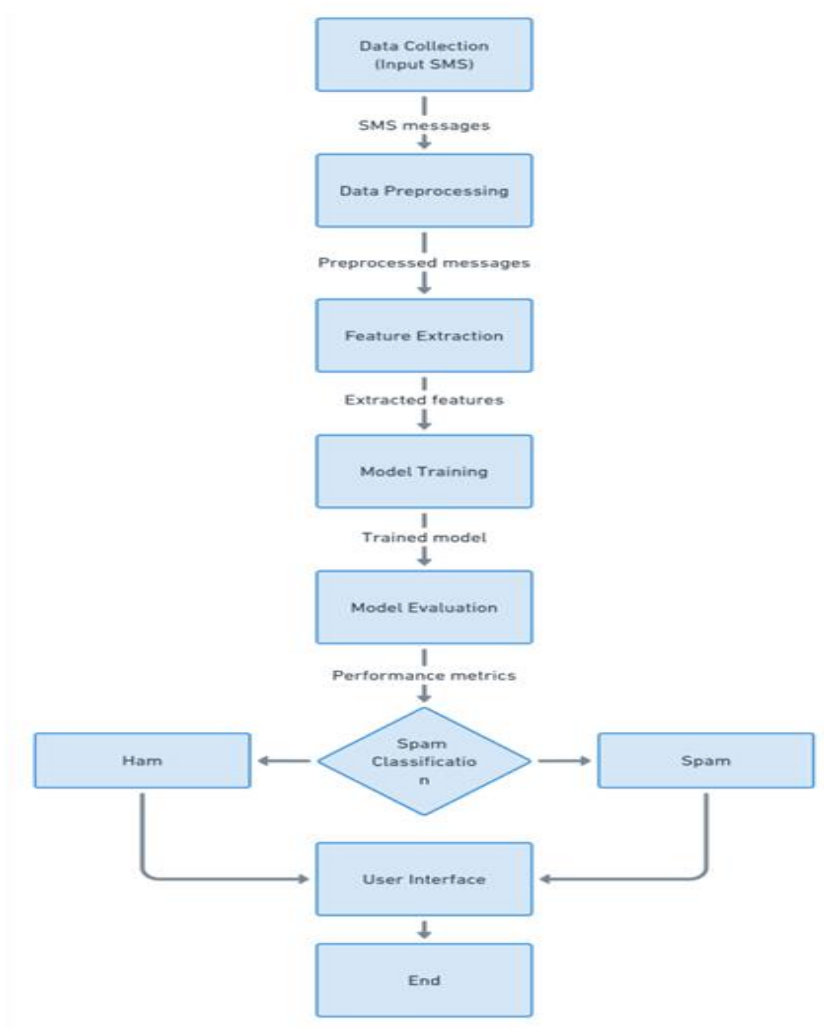 Data Collection
(Input SMS)
SMS messages
Data Preprocessing
Preprocessed messages
Feature Extraction
Extracted features
Model Training
Trained model
Model Evaluation
Performance metrics
Ham
Spam
Classificatio
n
Spam
User Interface
End